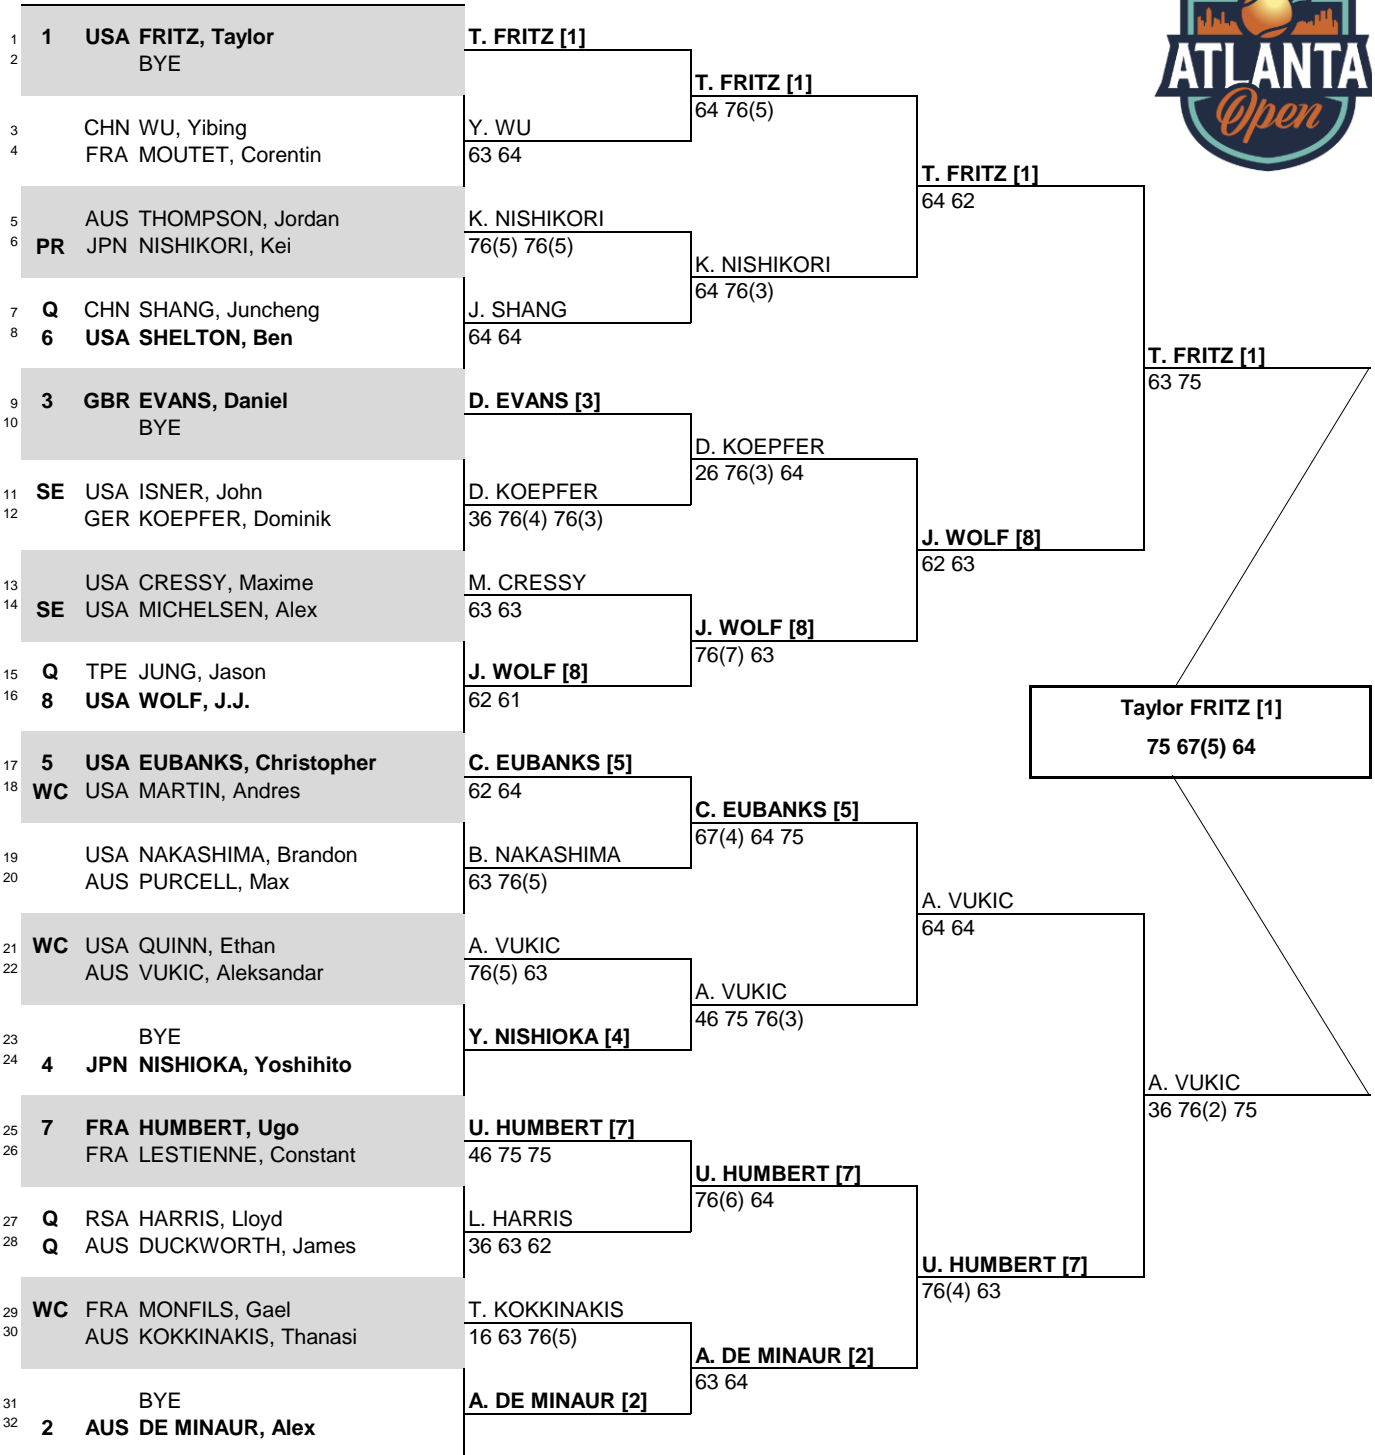 ATLANTA
Open
1 1 USA FRITZ, Taylor
2 BYE
3 CHN WU, Yibing
4 FRA MOUTET, Corentin
5 AUS THOMPSON, Jordan
6 PR JPN NISHIKORI, Kei
7 Q CHN SHANG, Juncheng
8 6 USA SHELTON, Ben
9 3 GBR EVANS, Daniel
10 BYE
11 SE USA ISNER, John
12 GER KOEPFER, Dominik
13 USA CRESSY, Maxime
14 SE USA MICHELSEN, Alex
15 Q TPE JUNG, Jason
16 8 USA WOLF, J.J.
17 5 USA EUBANKS, Christopher
18 WC USA MARTIN, Andres
19 USA NAKASHIMA, Brandon
20 AUS PURCELL, Max
21 WC USA QUINN, Ethan
22 AUS VUKIC, Aleksandar
23 BYE
24 4 JPN NISHIOKA, Yoshihito
25 7 FRA HUMBERT, Ugo
26 FRA LESTIENNE, Constant
27 Q RSA HARRIS, Lloyd
28 Q AUS DUCKWORTH, James
29 WC FRA MONFILS, Gael
30 AUS KOKKINAKIS, Thanasi
31 BYE
32 2 AUS DE MINAUR, Alex
T. FRITZ [1]
Y. WU
63 64
K. NISHIKORI
76(5) 76(5)
J. SHANG
64 64
D. EVANS [3]
D. KOEPFER
36 76(4) 76(3)
M. CRESSY
63 63
J. WOLF [8]
62 61
C. EUBANKS [5]
62 64
B. NAKASHIMA
63 76(5)
A. VUKIC
76(5) 63
Y. NISHIOKA [4]
U. HUMBERT [7]
46 75 75
L. HARRIS
36 63 62
T. KOKKINAKIS
16 63 76(5)
A. DE MINAUR [2]
T. FRITZ [1]
64 76(5)
K. NISHIKORI
64 76(3)
D. KOEPFER
26 76(3) 64
J. WOLF [8]
76(7) 63
C. EUBANKS [5]
67(4) 64 75
A. VUKIC
46 75 76(3)
U. HUMBERT [7]
76(6) 64
A. DE MINAUR [2]
63 64
T. FRITZ [1]
64 62
J. WOLF [8]
62 63
A. VUKIC
64 64
U. HUMBERT [7]
76(4) 63
T. FRITZ [1]
63 75
A. VUKIC
36 76(2) 75
Taylor FRITZ [1]
75 67(5) 64